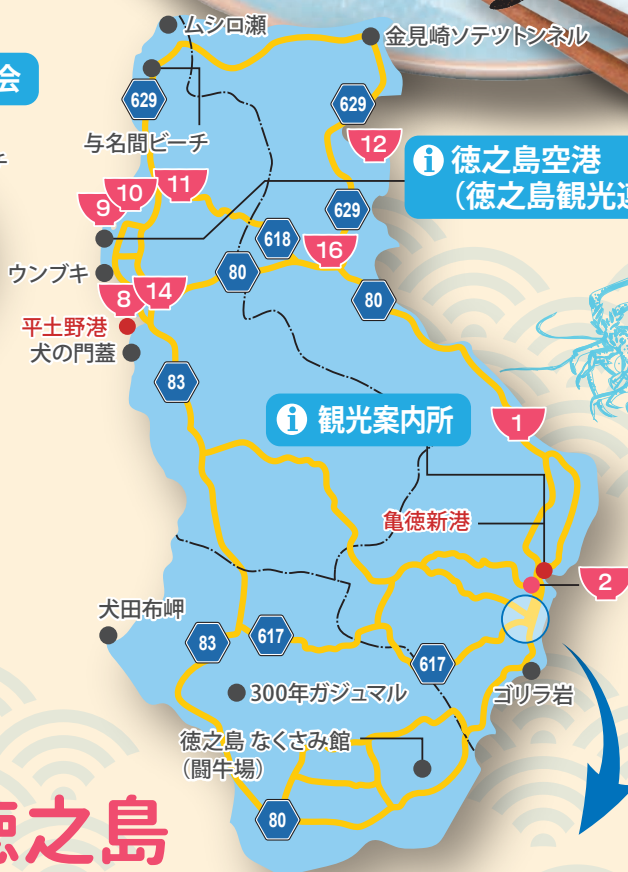 ムシロ瀬
金見崎ソテツトンネル
会
629
629
与名間ビーチ
12
徳之島空港
（徳之島観光連
11
10
9
629
618
16
ウンブキ
80
80
8
14
平土野港
犬の門蓋
83
観光案内所
1
亀徳新港
2
犬田布岬
83
617
617
300年ガジュマル
ゴリラ岩
徳之島 なくさみ館
（闘牛場）
80
徳之島